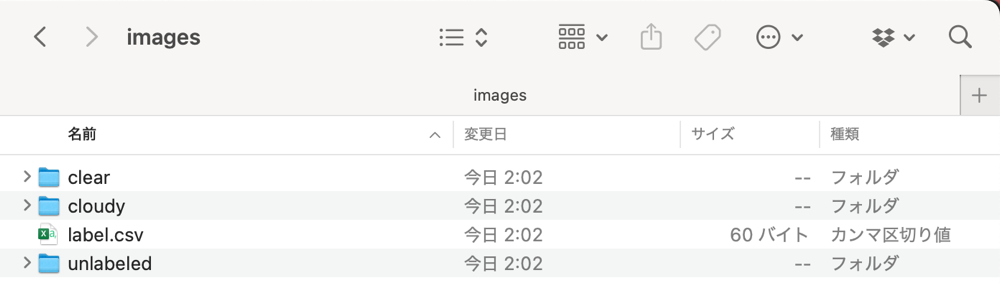 images
images
名前 変更日 サイズ 種類
clear 今日 2:02 -- フォルダ
cloudy 今日 2:02 -- フォルダ
label.csv 今日 2:02 60 バイト カンマ区切り値
unlabeled 今日 2:02 -- フォルダ